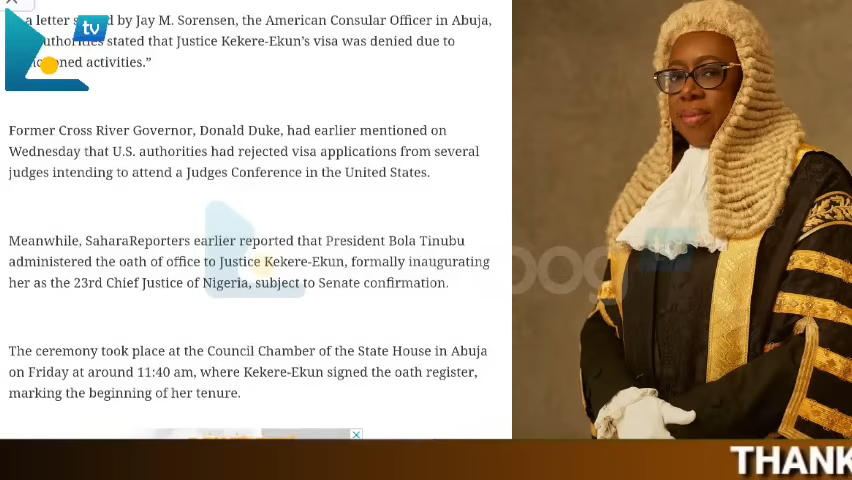 a letter by Jay M. Sorensen, the American Consular Officer in Abuja,
stated that Justice Kekere-Ekun's visa was denied due to
activities."
tv
Former Cross River Governor, Donald Duke, had earlier mentioned on
Wednesday that U.S. authorities had rejected visa applications from several
judges intending to attend a Judges Conference in the United States.
Meanwhile, SaharaReporters earlier reported that President Bola Tinubu
administered the oath of office to Justice Kekere-Ekun, formally inaugurating
her as the 23rd Chief Justice of Nigeria, subject to Senate confirmation.
The ceremony took place at the Council Chamber of the State House in Abuja
on Friday at around 11:40 am, where Kekere-Ekun signed the oath register,
marking the beginning of her tenure.
THANK